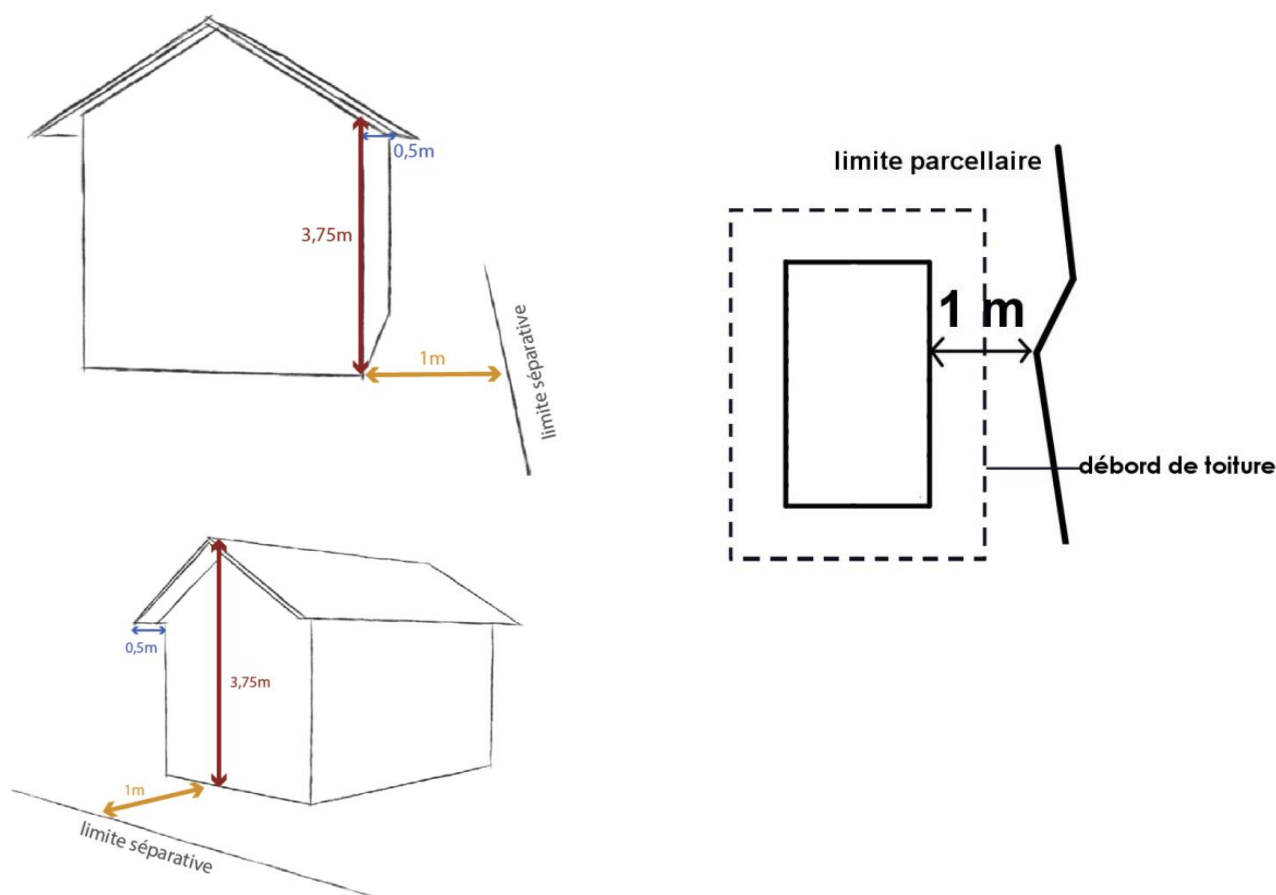 0,5m
3,75m
1m
limite séparative
limite parcellaire
1 m
débord de toiture
0,5m
3,75m
1m
limite séparative